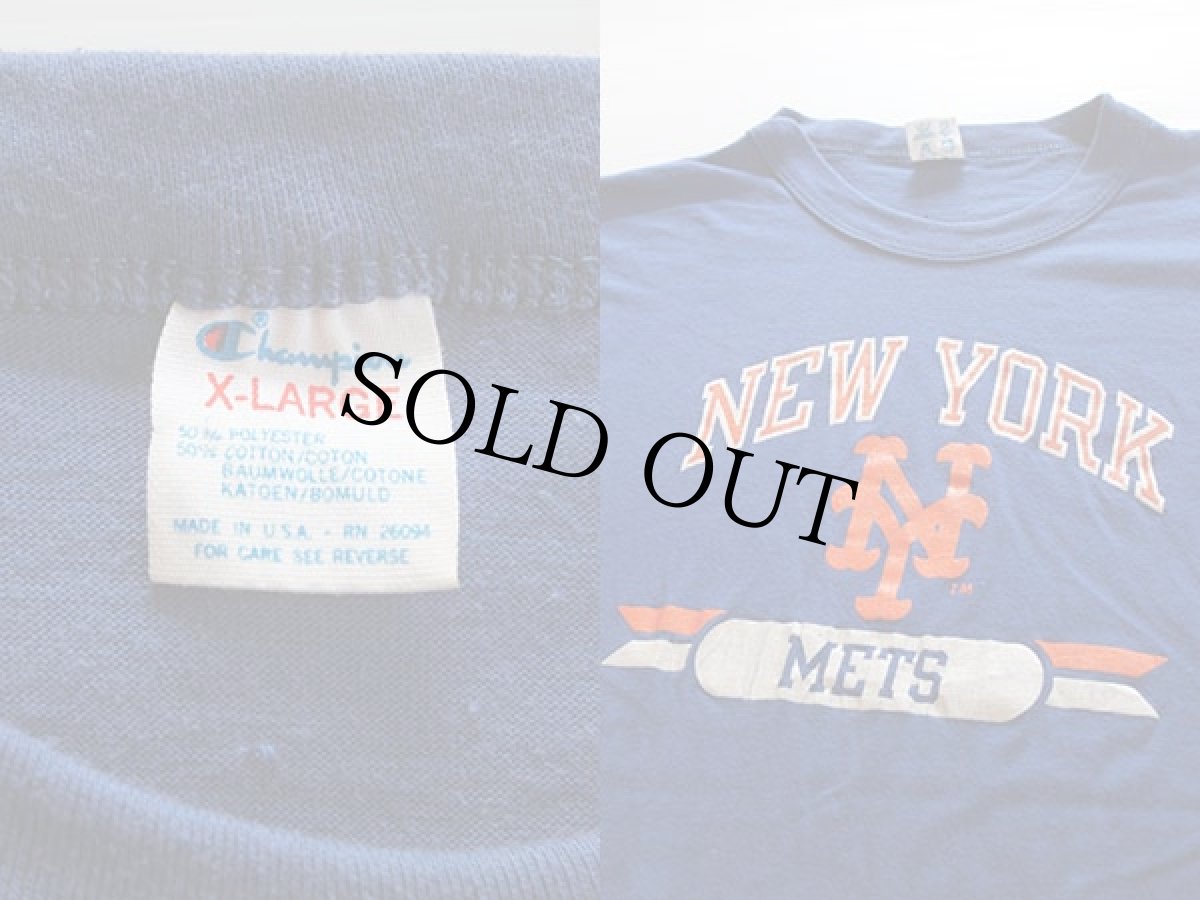 Champion
®
X-LARGE
50% POLYESTER
50% COTTON/COTON
BAUMWOLLE/COTONE
KATOEN/BOMULD
MADE IN U.S.A. - RN 26094
FOR CARE SEE REVERSE
SOLD OUT
NEW YORK
NY
TM
METS